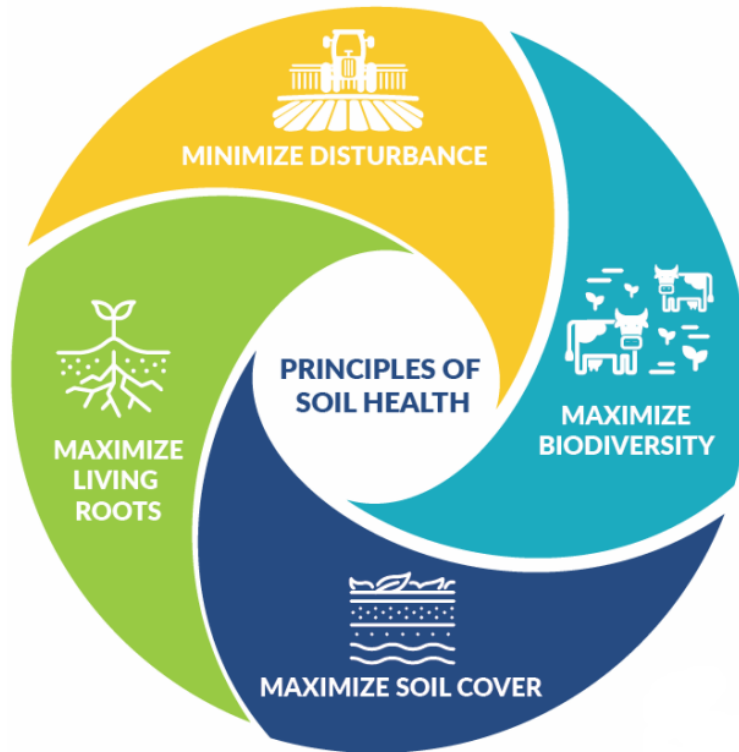 MINIMIZE DISTURBANCE
PRINCIPLES OF
SOIL HEALTH
MAXIMIZE
BIODIVERSITY
MAXIMIZE
LIVING
ROOTS
MAXIMIZE SOIL COVER